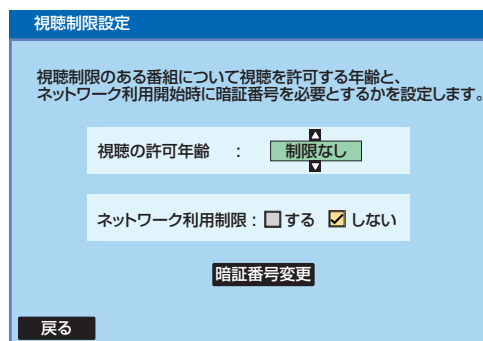 視聴制限設定
視聴制限のある番組について視聴を許可する年齢と、
ネットワーク利用開始時に暗証番号を必要とするかを設定します。
視聴の許可年齢 : 制限なし
ネットワーク利用制限 : する しない
暗証番号変更
戻る